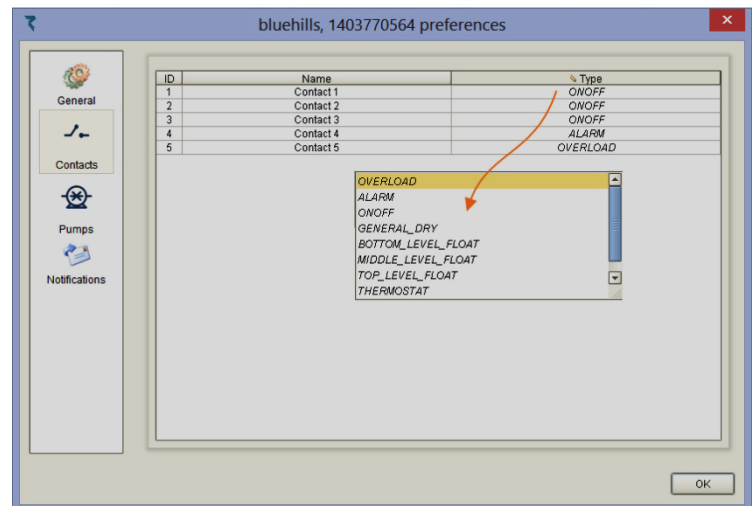 bluehills, 1403770564 preferences
General
Contacts
Pumps
Notifications
ID Name Type
1 Contact 1 ONOFF
2 Contact 2 ONOFF
3 Contact 3 ONOFF
4 Contact 4 ALARM
5 Contact 5 OVERLOAD
OVERLOAD
ALARM
ONOFF
GENERAL_DRY
BOTTOM_LEVEL_FLOAT
MIDDLE_LEVEL_FLOAT
TOP_LEVEL_FLOAT
THERMOSTAT
OK